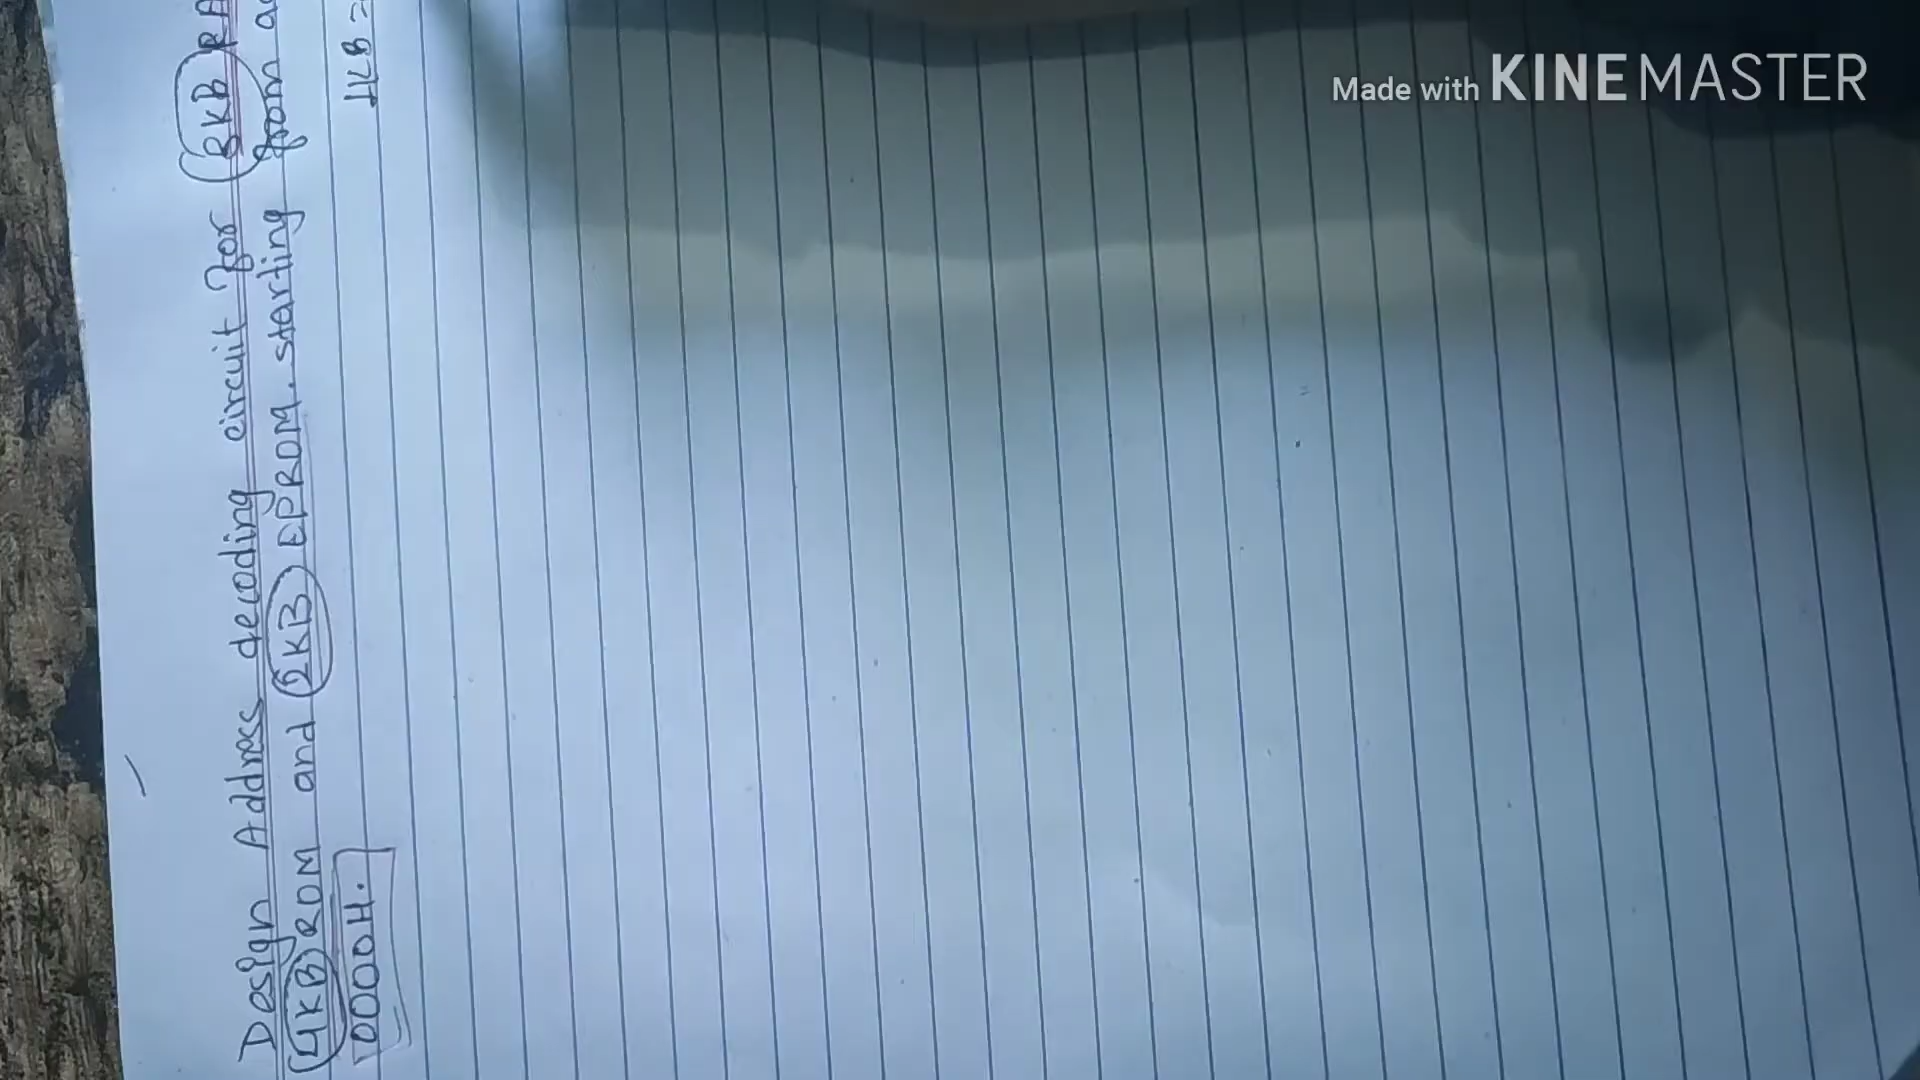 Design Address decoding circuit for (8KB) RA
(4KB) ROM and (2KB) EPROM. starting from a
0000H. 1KB =
Made with KINEMASTER